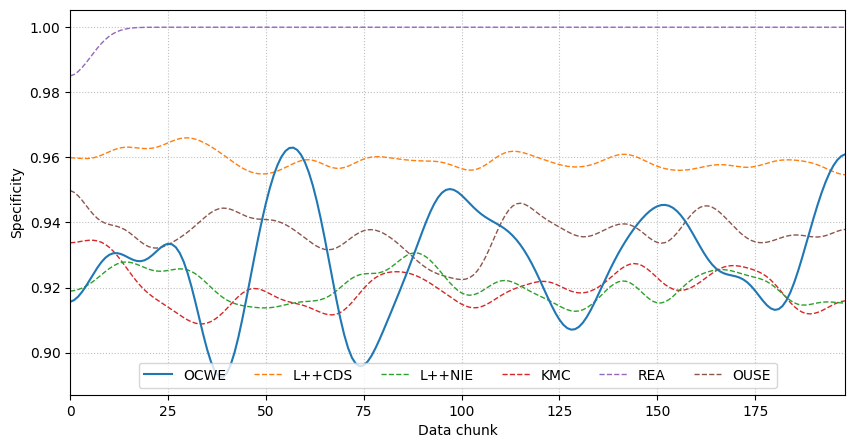 1.00
0.98
0.96
0.94
0.92
0.90
Specificity
OCWE L++CDS L++NIE KMC REA OUSE
0 25 50 75 100 125 150 175
Data chunk